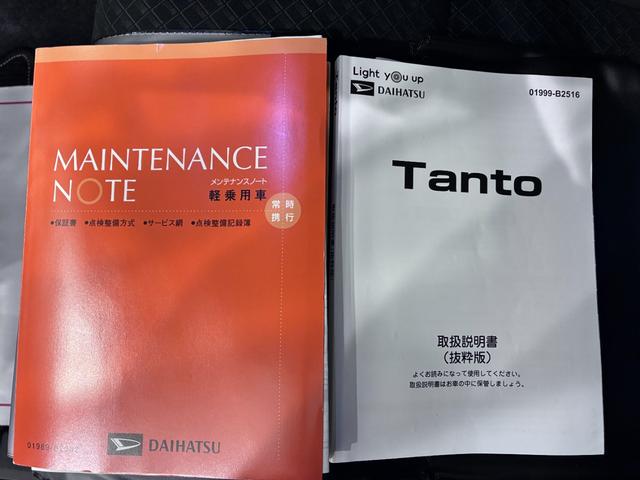 MAINTENANCE
NOTE
メンテナンスノート
軽乗用車
常時
携行
●保証書 ●点検整備方式 ●サービス網 ●点検整備記録簿
DAIHATSU
Light you up
DAIHATSU
01999-B2516
Tanto
取扱説明書
(抜粋版)
よくお読みになって使用してください。
取扱説明書はお車の中に保管しましょう。